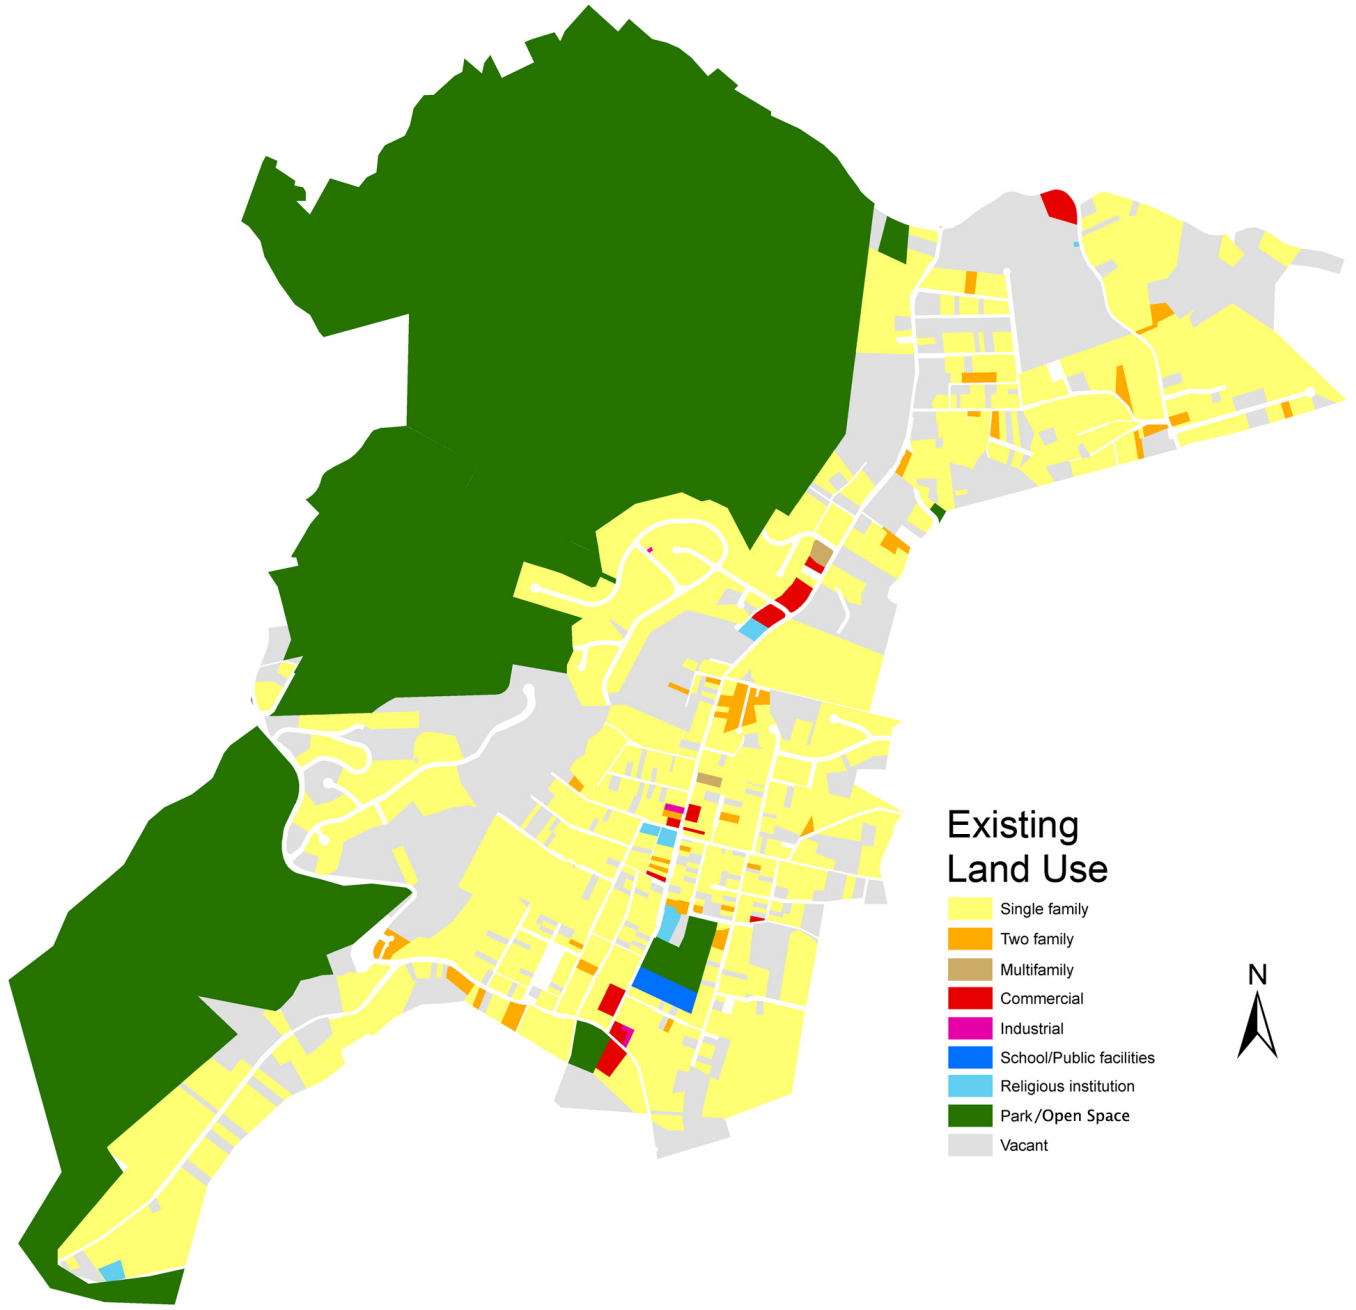 Existing
Land Use
Single family
Two family
Multifamily
Commercial
Industrial
School/Public facilities
Religious institution
Park/Open Space
Vacant
N